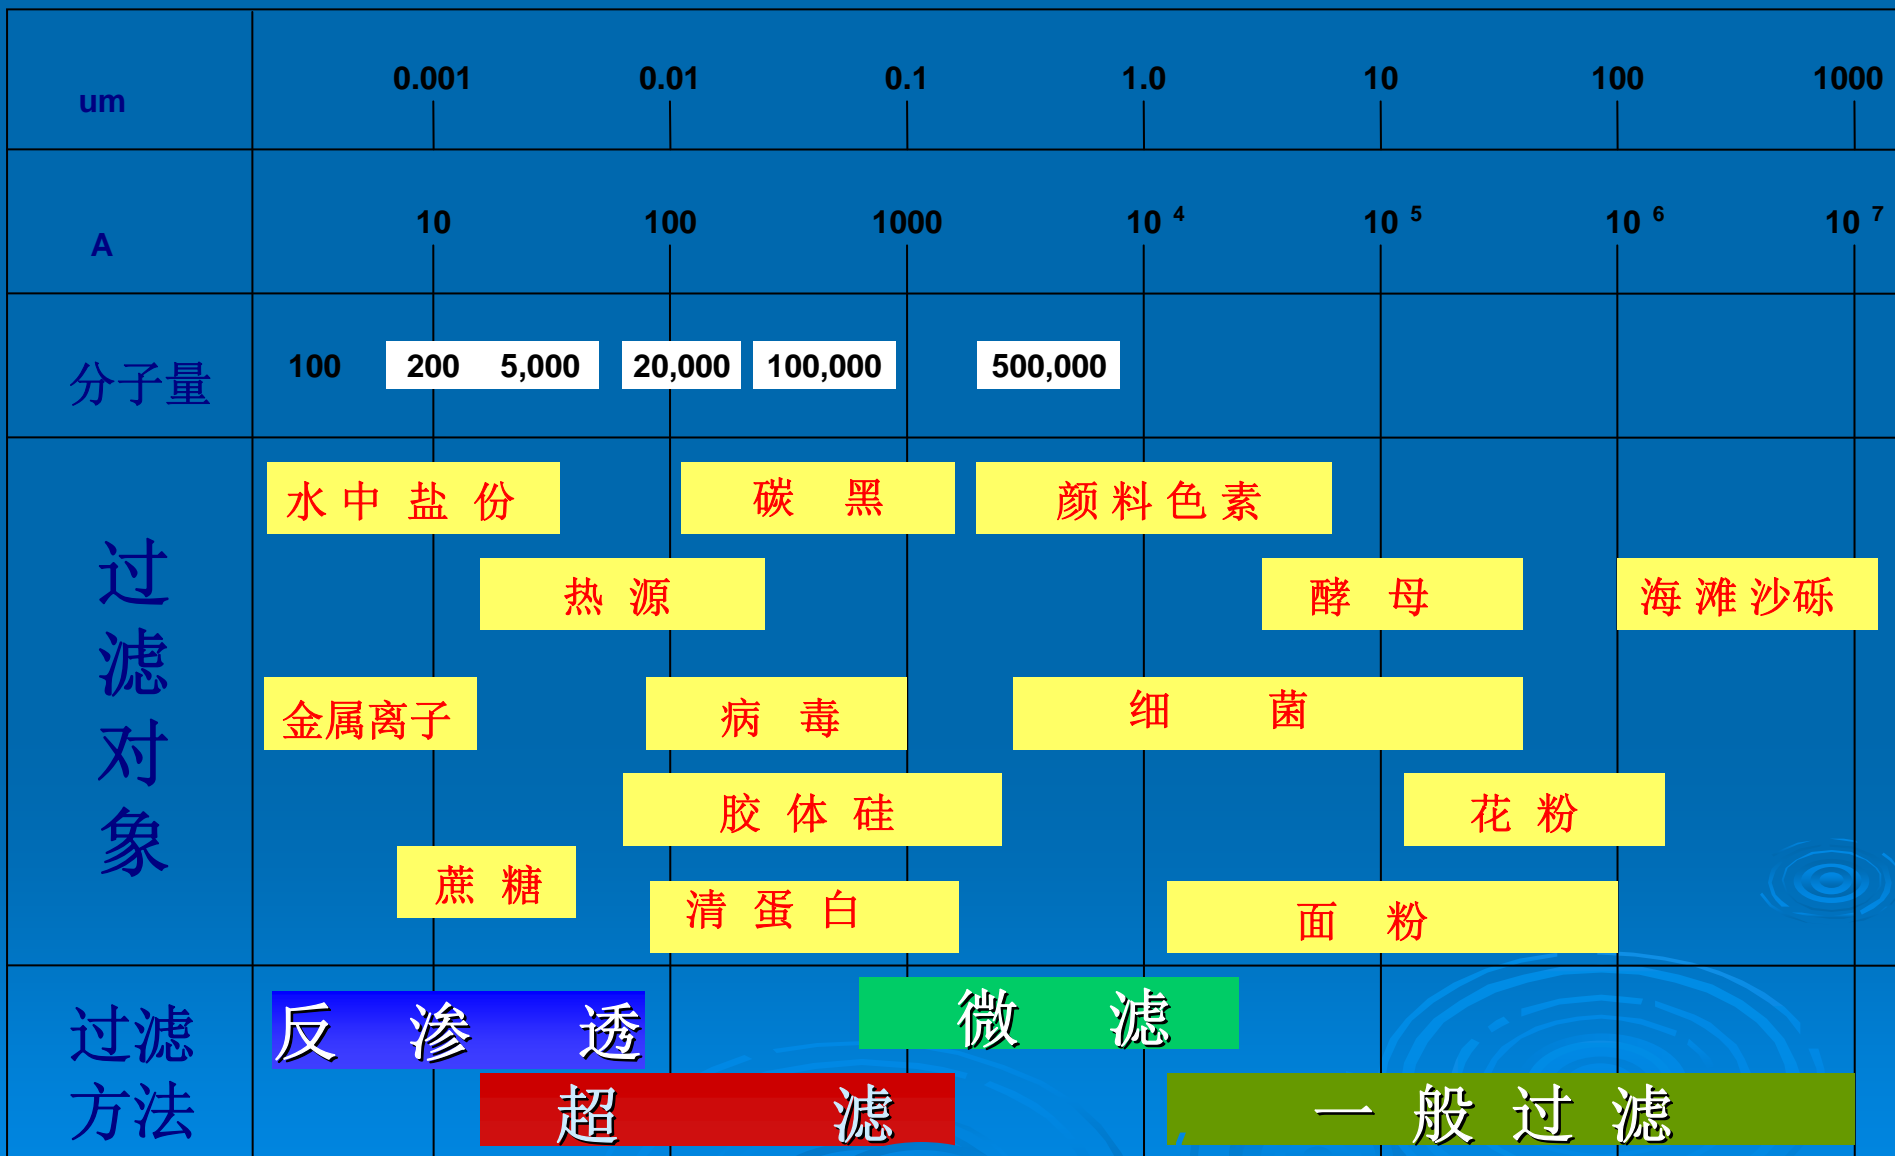 um 0.001 0.01 0.1 1.0 10 100 1000
A 10 100 1000 10 4 10 5 10 6 10 7
分子量 100 200 5,000 20,000 100,000 500,000
过滤对象
水中盐份 碳黑 颜料色素
热源 酵母 海滩沙砾
金属离子 病毒 细菌
胶体硅 花粉
蔗糖 清蛋白 面粉
过滤方法
反渗透 微滤
超滤 一般过滤